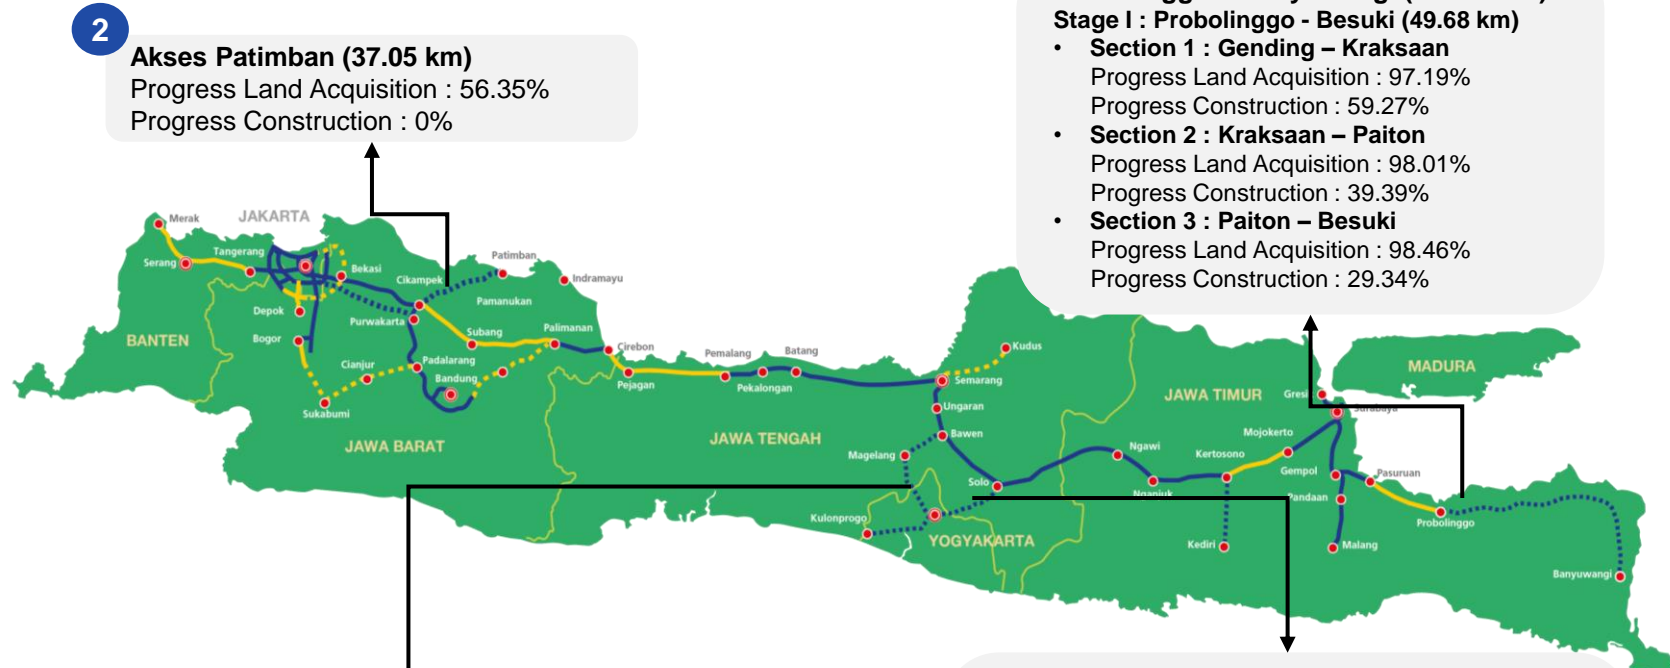 2
Akses Patimban (37.05 km)
Progress Land Acquisition : 56.35%
Progress Construction : 0%
Stage I : Probolinggo - Besuki (49.68 km)
• Section 1 : Gending – Kraksaan
Progress Land Acquisition : 97.19%
Progress Construction : 59.27%
• Section 2 : Kraksaan – Paiton
Progress Land Acquisition : 98.01%
Progress Construction : 39.39%
• Section 3 : Paiton – Besuki
Progress Land Acquisition : 98.46%
Progress Construction : 29.34%
Merak
JAKARTA
Tangerang
Serang
Bekasi
Cikampek
Patimban
Indramayu
Depok
Pamanukan
Purwakarta
BANTEN
Bogor
Subang
Palimanan
Cirebon
Cianjur
Padalarang
Bandung
Sukabumi
Pejagan
Pemalang
Batang
Pekalongan
Kudus
Semarang
Ungaran
Bawen
JAWA BARAT
JAWA TENGAH
JAWA TIMUR
MADURA
Gresik
Surabaya
Mojokerto
Magelang
Ngawi
Kertosono
Gempol
Pasuruan
Solo
Nganjuk
Pandaan
Probolinggo
Kulonprogo
YOGYAKARTA
Kediri
Malang
Banyuwangi